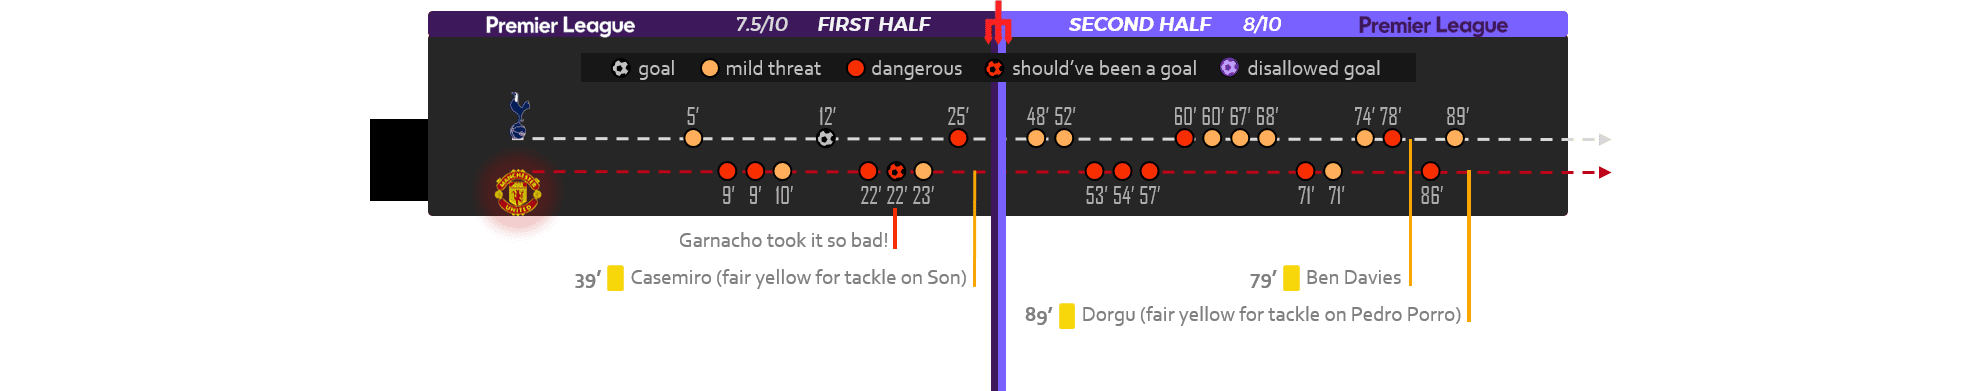 Premier League 7.5/10 FIRST HALF SECOND HALF 8/10 Premier League
goal mild threat dangerous should've been a goal disallowed goal
5' 12' 25' 48' 52' 60' 60' 67' 68' 74' 78' 89'
MANCHESTER UNITED
9' 9' 10' 22' 22' 23' 53' 54' 57' 71' 71' 86'
Garnacho took it so bad!
39' Casemiro (fair yellow for tackle on Son) 79' Ben Davies
89' Dorgu (fair yellow for tackle on Pedro Porro)